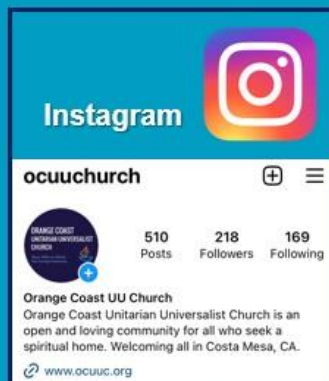 Instagram
ocuuchurch
ORANGE COAST
UNITARIAN UNIVERSALIST
CHURCH
510 218 169
Posts Followers Following
Orange Coast UU Church
Orange Coast Unitarian Universalist Church is an
open and loving community for all who seek a
spiritual home. Welcoming all in Costa Mesa, CA.
www.ocuuc.org